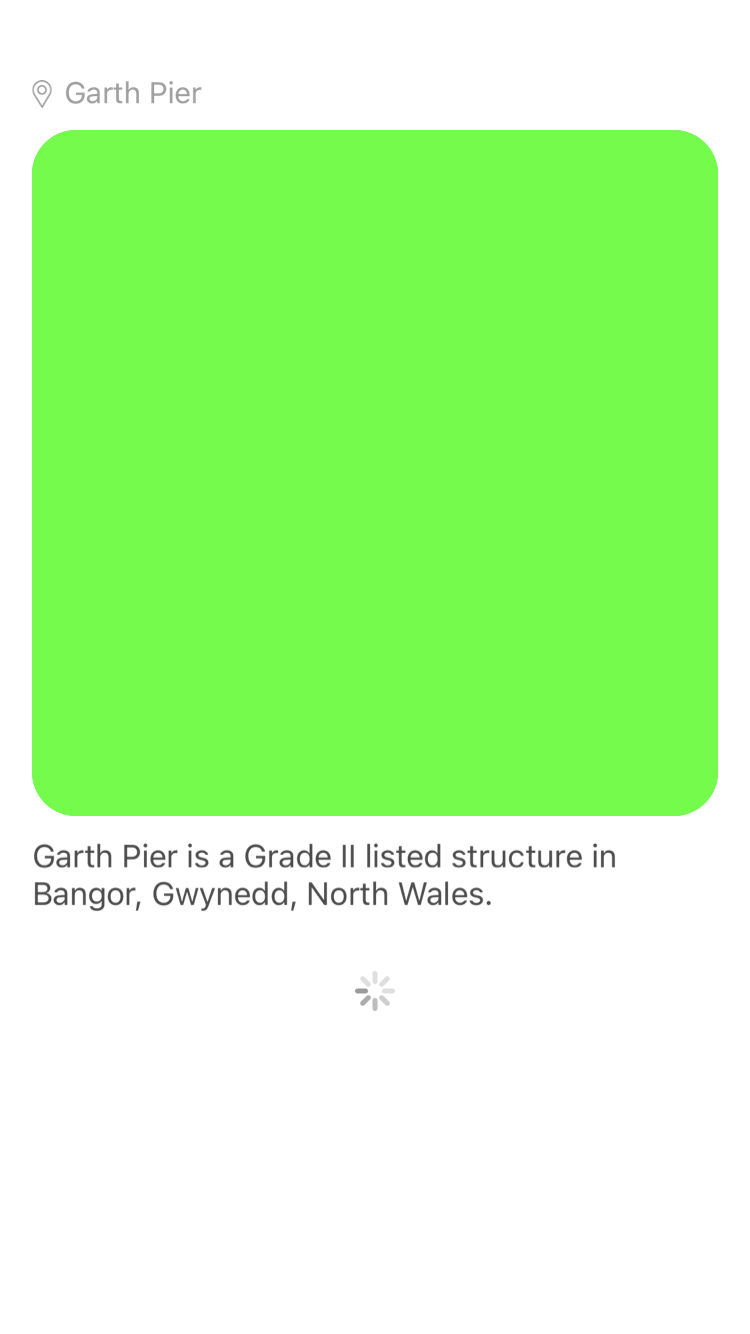 Garth Pier
Garth Pier is a Grade II listed structure in
Bangor, Gwynedd, North Wales.